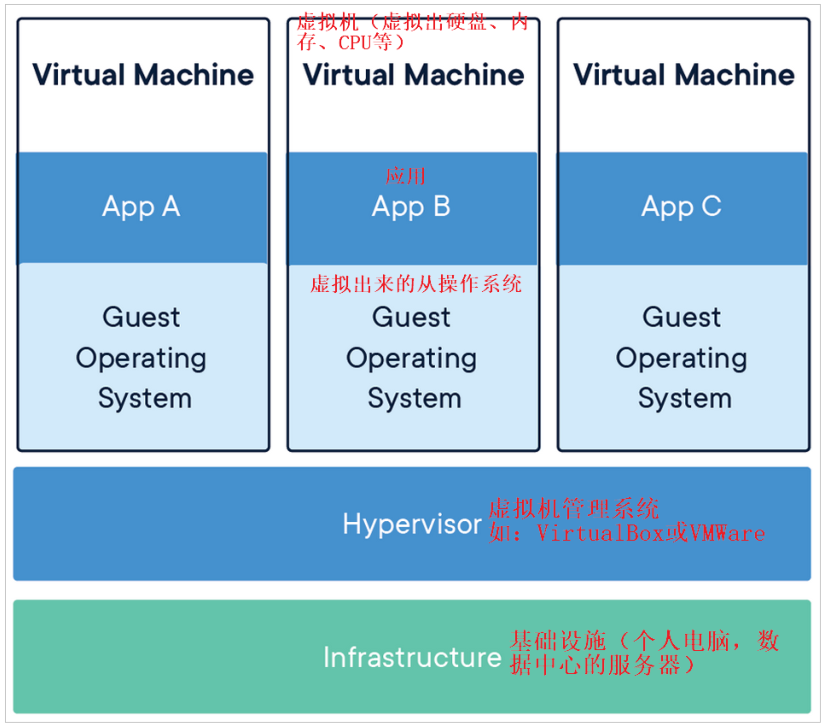 虚拟机（虚拟出硬盘、内
存、CPU等）
Virtual Machine
Virtual Machine
Virtual Machine
应用
App A
App B
App C
虚拟出来的从操作系统
Guest
Operating
System
Guest
Operating
System
Guest
Operating
System
Hypervisor
虚拟机管理系统
如：VirtualBox或VMWare
Infrastructure
基础设施（个人电脑，数
据中心的服务器）